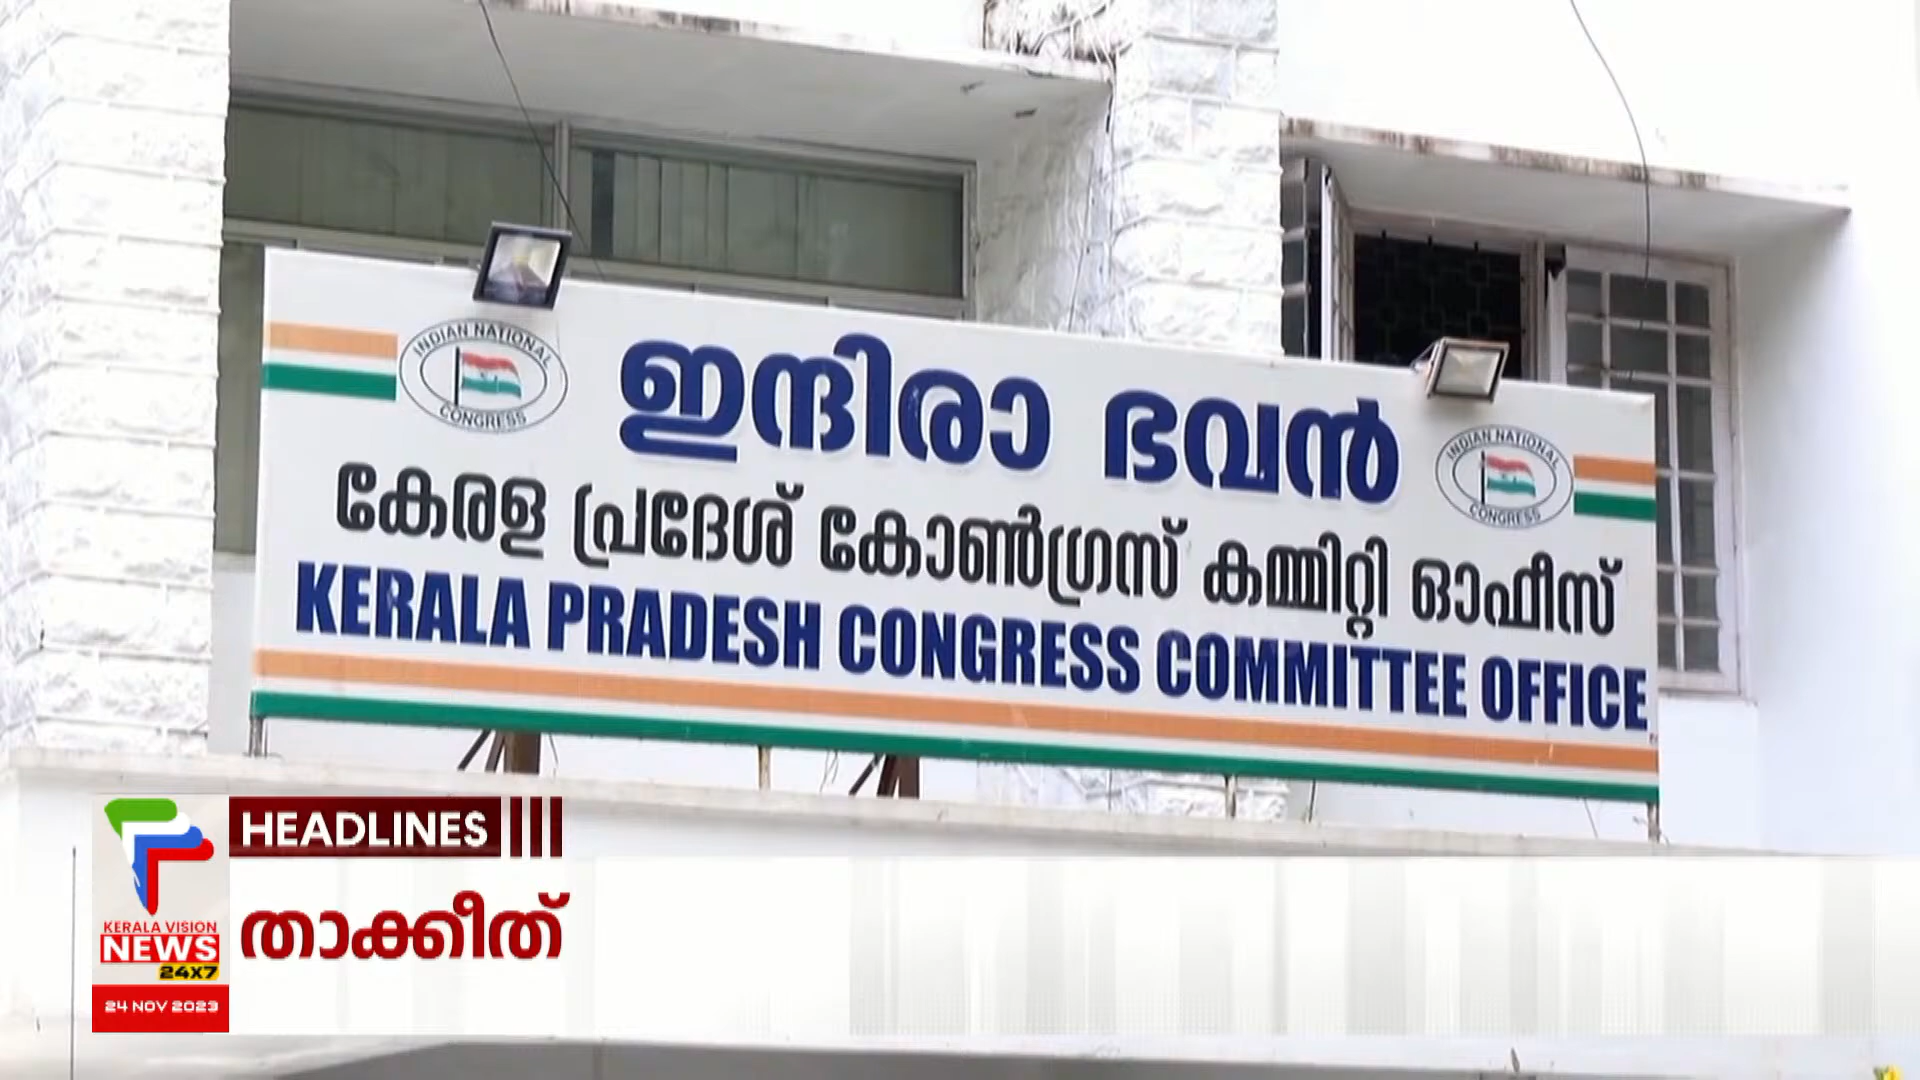 INDIAN NATIONAL CONGRESS
ഇന്ദിരാ ഭവൻ
INDIAN NATIONAL CONGRESS
കേരള പ്രദേശ് കോൺഗ്രസ് കമ്മിറ്റി ഓഫീസ്
KERALA PRADESH CONGRESS COMMITTEE OFFICE
HEADLINES
താക്കീത്
KERALA VISION
NEWS
24X7
24 NOV 2023